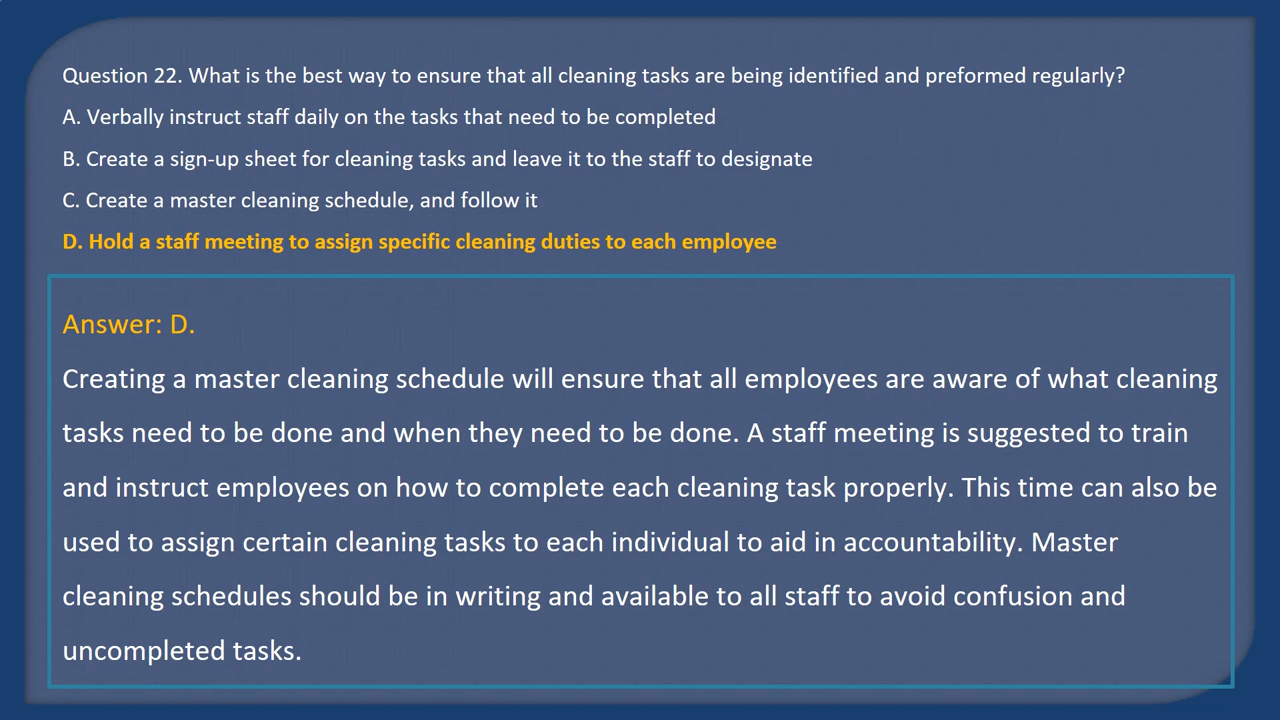 Question 22. What is the best way to ensure that all cleaning tasks are being identified and preformed regularly?
A. Verbally instruct staff daily on the tasks that need to be completed
B. Create a sign-up sheet for cleaning tasks and leave it to the staff to designate
C. Create a master cleaning schedule, and follow it
D. Hold a staff meeting to assign specific cleaning duties to each employee
Answer: D.
Creating a master cleaning schedule will ensure that all employees are aware of what cleaning
tasks need to be done and when they need to be done. A staff meeting is suggested to train
and instruct employees on how to complete each cleaning task properly. This time can also be
used to assign certain cleaning tasks to each individual to aid in accountability. Master
cleaning schedules should be in writing and available to all staff to avoid confusion and
uncompleted tasks.